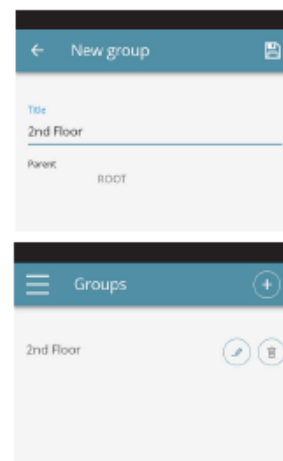 New group
Title
2nd Floor
Parent
ROOT
Groups
2nd Floor